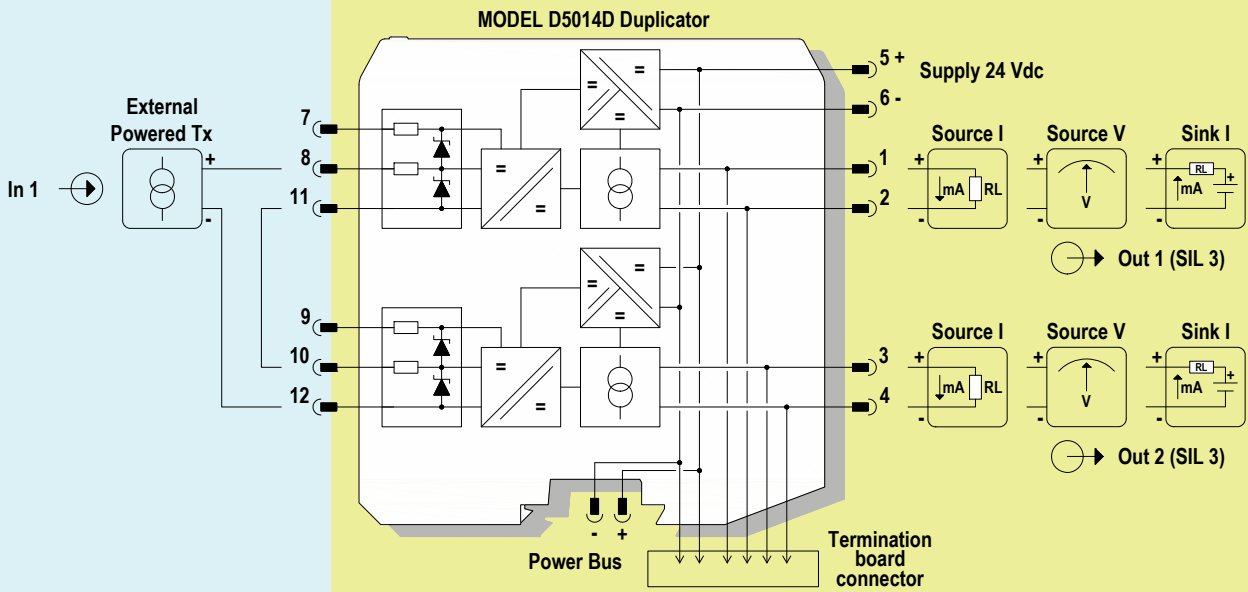 MODEL D5014D Duplicator
5 +
Supply 24 Vdc
6 -
External
Powered Tx
In 1
+
-
7
8
11
=
=
=
=
=
1
2
Source I
+
mA
RL
-
Source V
+
V
-
Sink I
+
RL
+
mA
-
Out 1 (SIL 3)
9
10
12
=
=
=
=
=
3
4
Source I
+
mA
RL
-
Source V
+
V
-
Sink I
+
RL
+
mA
-
Out 2 (SIL 3)
- +
Power Bus
Termination
board
connector